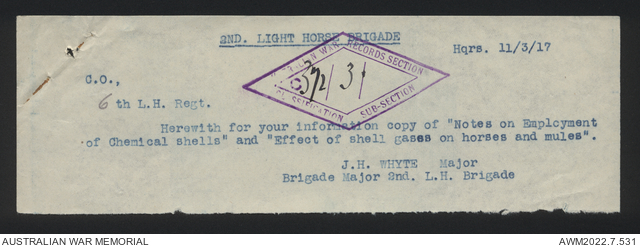 2ND. LIGHT HORSE BRIGADE
Hqrs. 11/3/17
AUSTRALIAN WAR RECORDS SECTION
CLASSIFICATION SUB-SECTION
C.O.,
6 th L.H. Regt.
Herewith for your information copy of "Notes on Employment
of Chemical shells" and "Effect of shell gases on horses and mules".
J.H. WHYTE Major
Brigade Major 2nd. L.H. Brigade
AUSTRALIAN WAR MEMORIAL
AWM2022.7.531